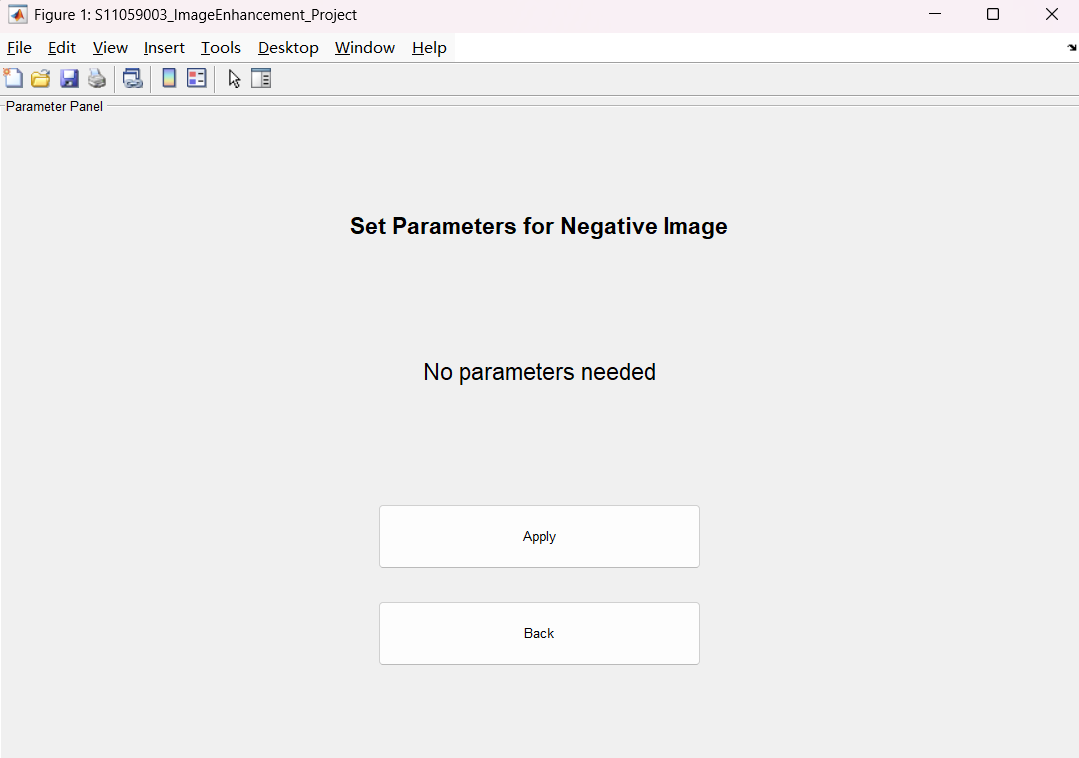 Figure 1: S11059003_ImageEnhancement_Project
File Edit View Insert Tools Desktop Window Help
Parameter Panel
Set Parameters for Negative Image
No parameters needed
Apply
Back